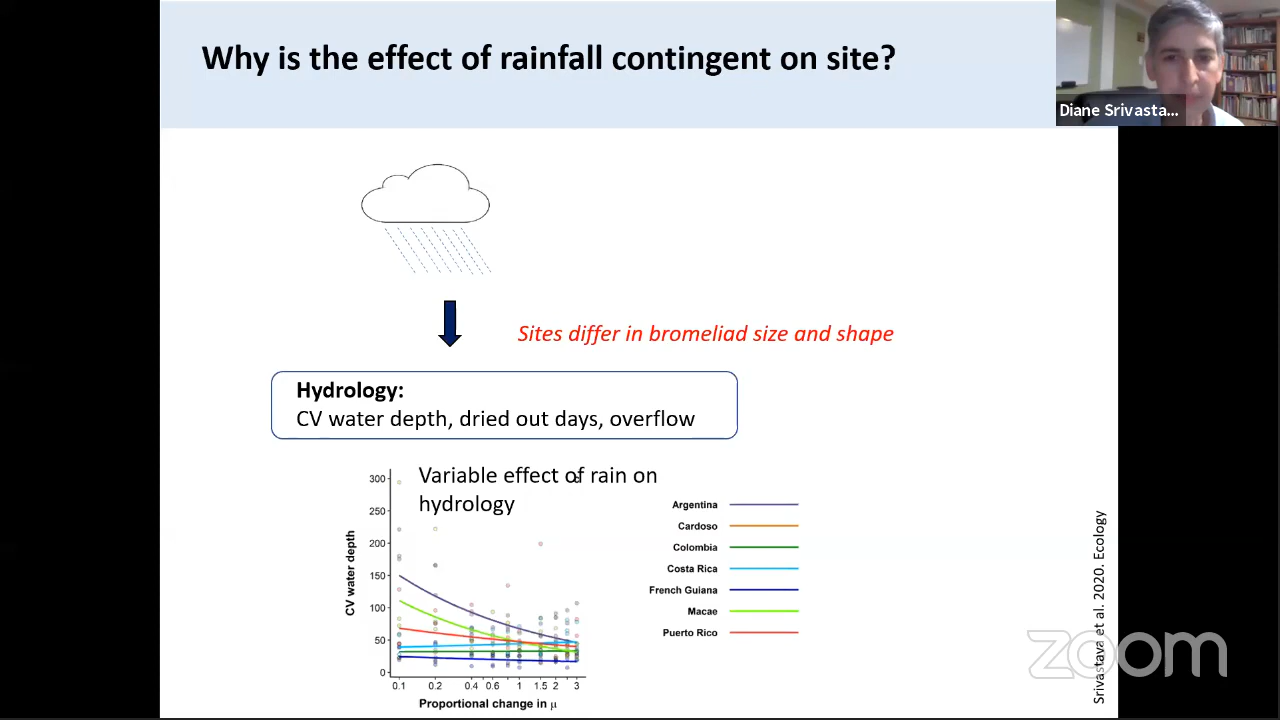 Why is the effect of rainfall contingent on site?
Diane Srivasta...
Sites differ in bromeliad size and shape
Hydrology:
CV water depth, dried out days, overflow
Variable effect of rain on
hydrology
300
250
200
150
100
50
0
CV water depth
0.1 0.2 0.4 0.6 1 1.5 2 3
Proportional change in μ
Argentina
Cardoso
Colombia
Costa Rica
French Guiana
Macae
Puerto Rico
Srivastava et al. 2020. Ecology
zoom